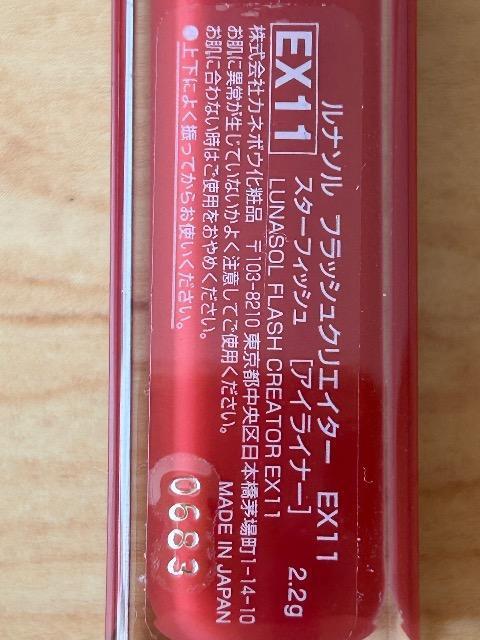 ルナソル フラッシュクリエイター EX11
EX11 スターフィッシュ [アイライナー] 2.2g
LUNASOL FLASH CREATOR EX11
株式会社カネボウ化粧品 〒103-8210 東京都中央区日本橋茅場町1-14-10
お肌に異常が生じていないかよく注意してご使用ください。 MADE IN JAPAN
お肌に合わない時はご使用をおやめください。
●上下によく振ってからお使いください。
0683